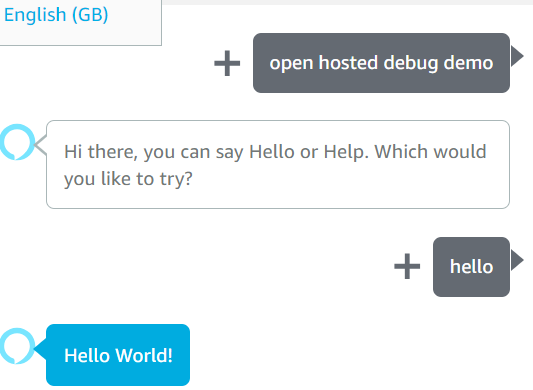 English (GB)
open hosted debug demo
Hi there, you can say Hello or Help. Which would
you like to try?
hello
Hello World!